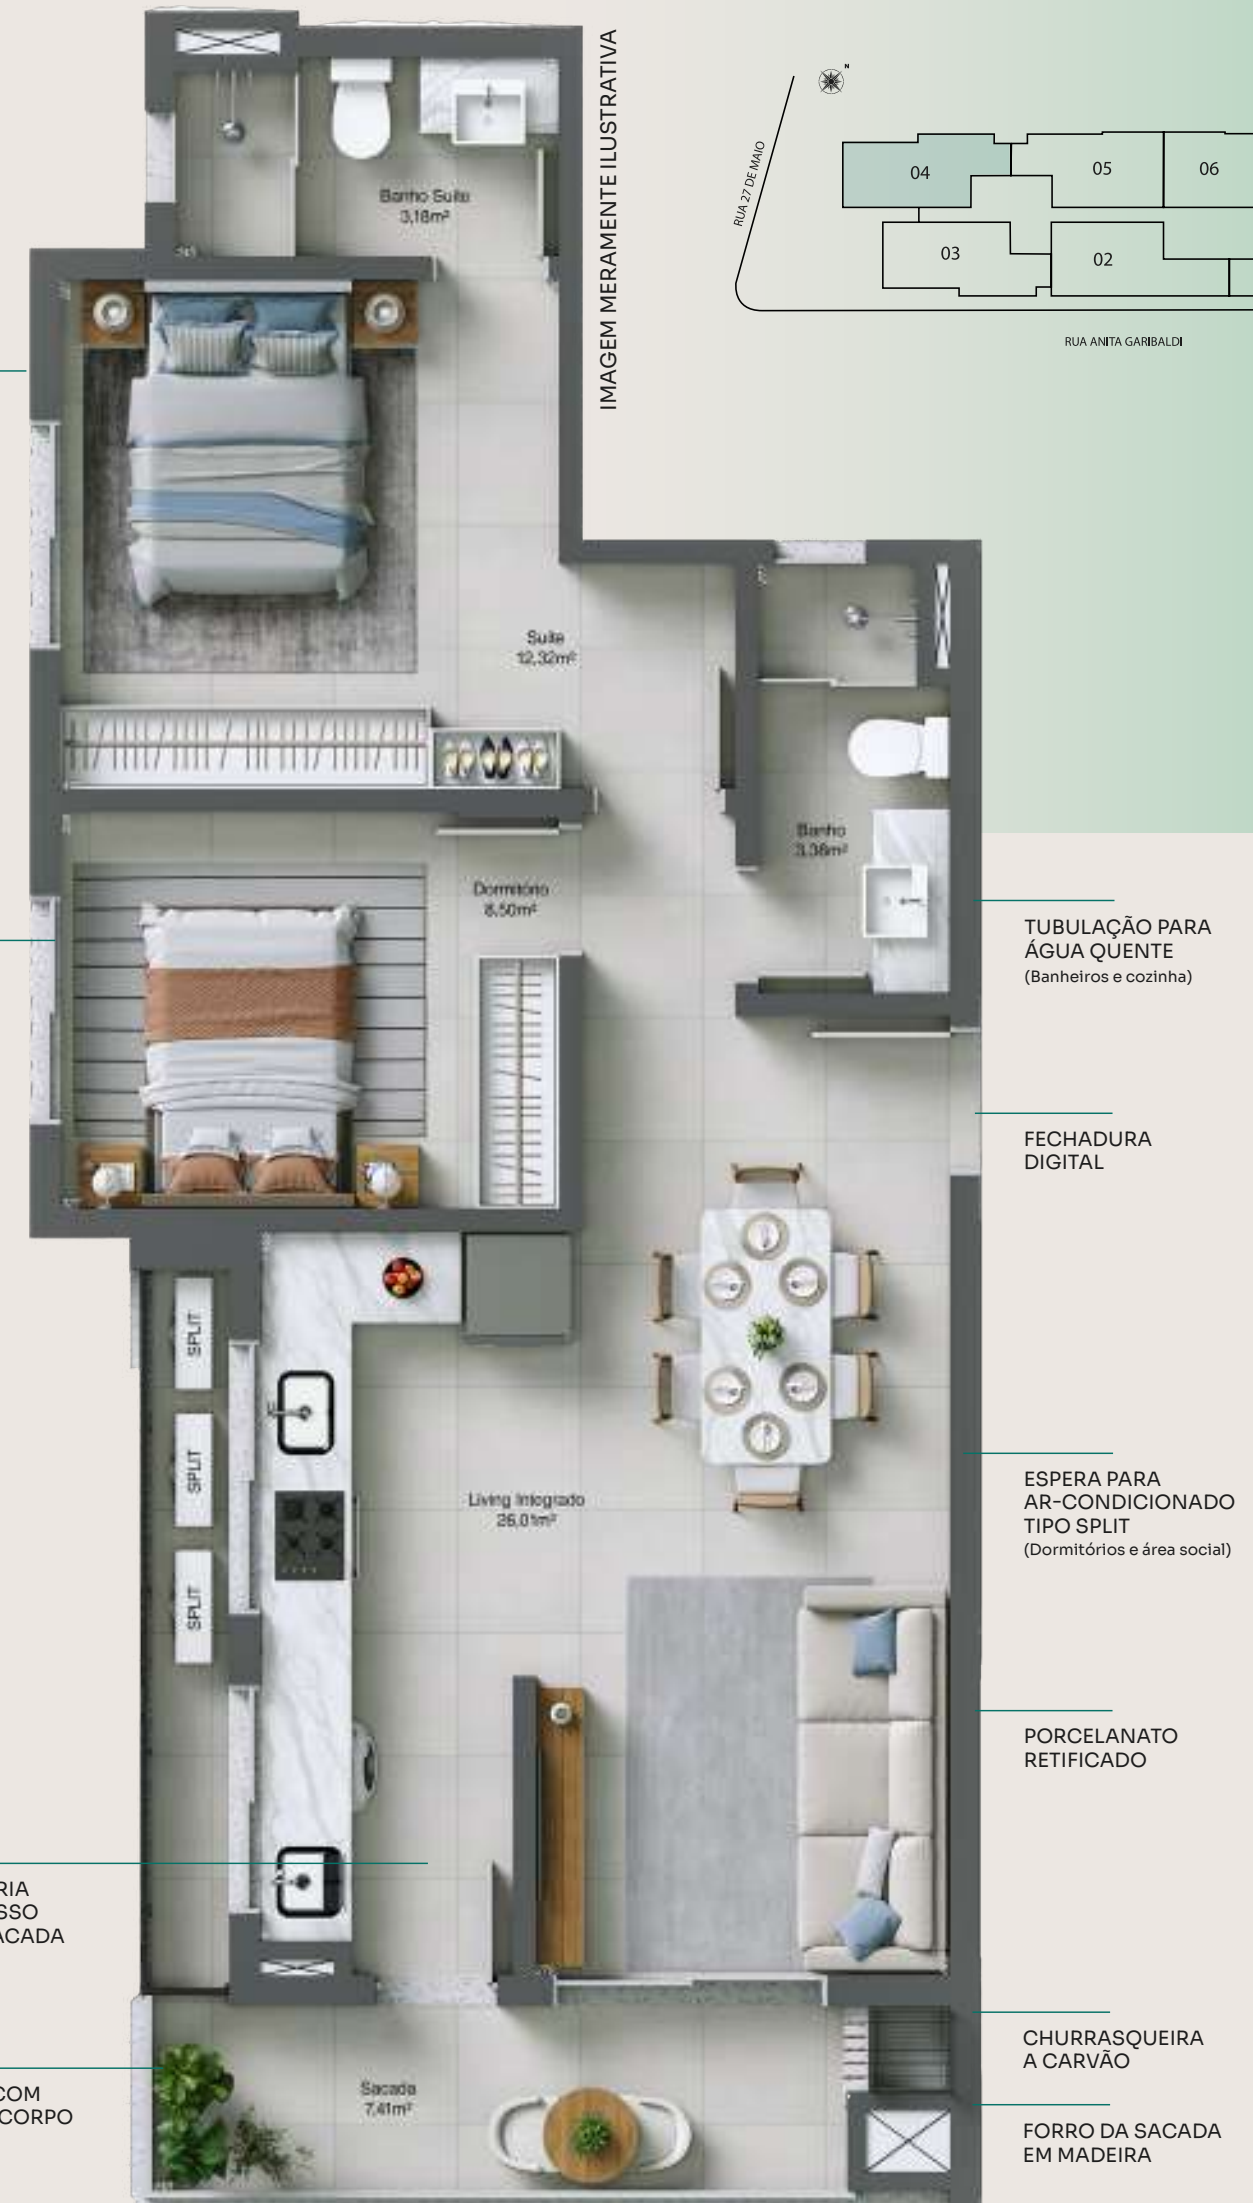 IMAGEM MERAMENTE ILUSTRATIVA
N
RUA 27 DE MAIO
04
05
06
03
02
RUA ANITA GARIBALDI
Banho Suíte
3,18m²
Suíte
12,32m²
Banho
3,38m²
Dormitório
8,50m²
TUBULAÇÃO PARA
ÁGUA QUENTE
(Banheiros e cozinha)
FECHADURA
DIGITAL
SPLIT
SPLIT
SPLIT
Living Integrado
26,01m²
ESPERA PARA
AR-CONDICIONADO
TIPO SPLIT
(Dormitórios e área social)
PORCELANATO
RETIFICADO
RIA
SSO
ACADA
CHURRASQUEIRA
A CARVÃO
COM
CORPO
Sacada
7,41m²
FORRO DA SACADA
EM MADEIRA